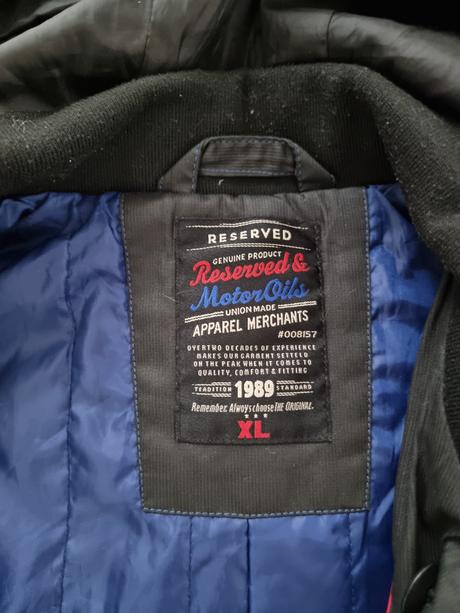 RESERVED
GENUINE PRODUCT
Reserved &
MotorOils
UNION MADE
APPAREL MERCHANTS
#008157
OVERTWO DECADES OF EXPERIENCE
MAKES OUR GARMENT SETTELD
ON THE PEAK WHEN IT COMES TO
QUALITY, COMFORT & FITTING
TRADITION 1989 STANDARD
Remember: Always choose THE ORIGINAL.
XL